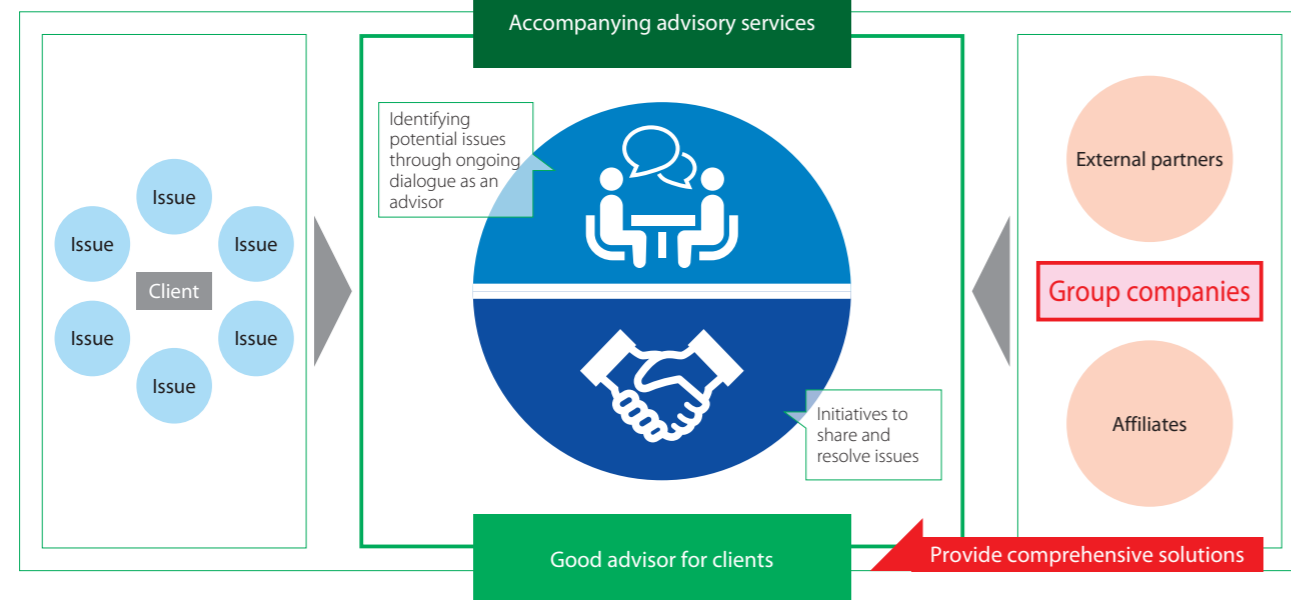 Accompanying advisory services
Issue
Issue
Issue
Client
Issue
Issue
Issue
Identifying
potential issues
through ongoing
dialogue as an
advisor
Initiatives to
share and
resolve issues
External partners
Group companies
Affiliates
Good advisor for clients
Provide comprehensive solutions